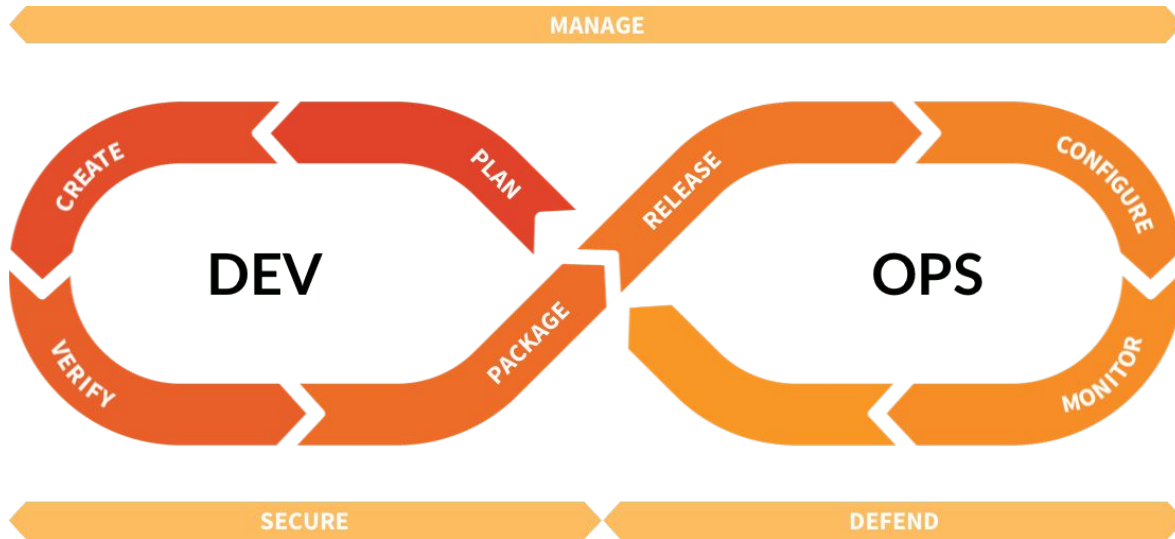 MANAGE
PLAN
CREATE
VERIFY
PACKAGE
RELEASE
CONFIGURE
MONITOR
DEV
OPS
SECURE
DEFEND